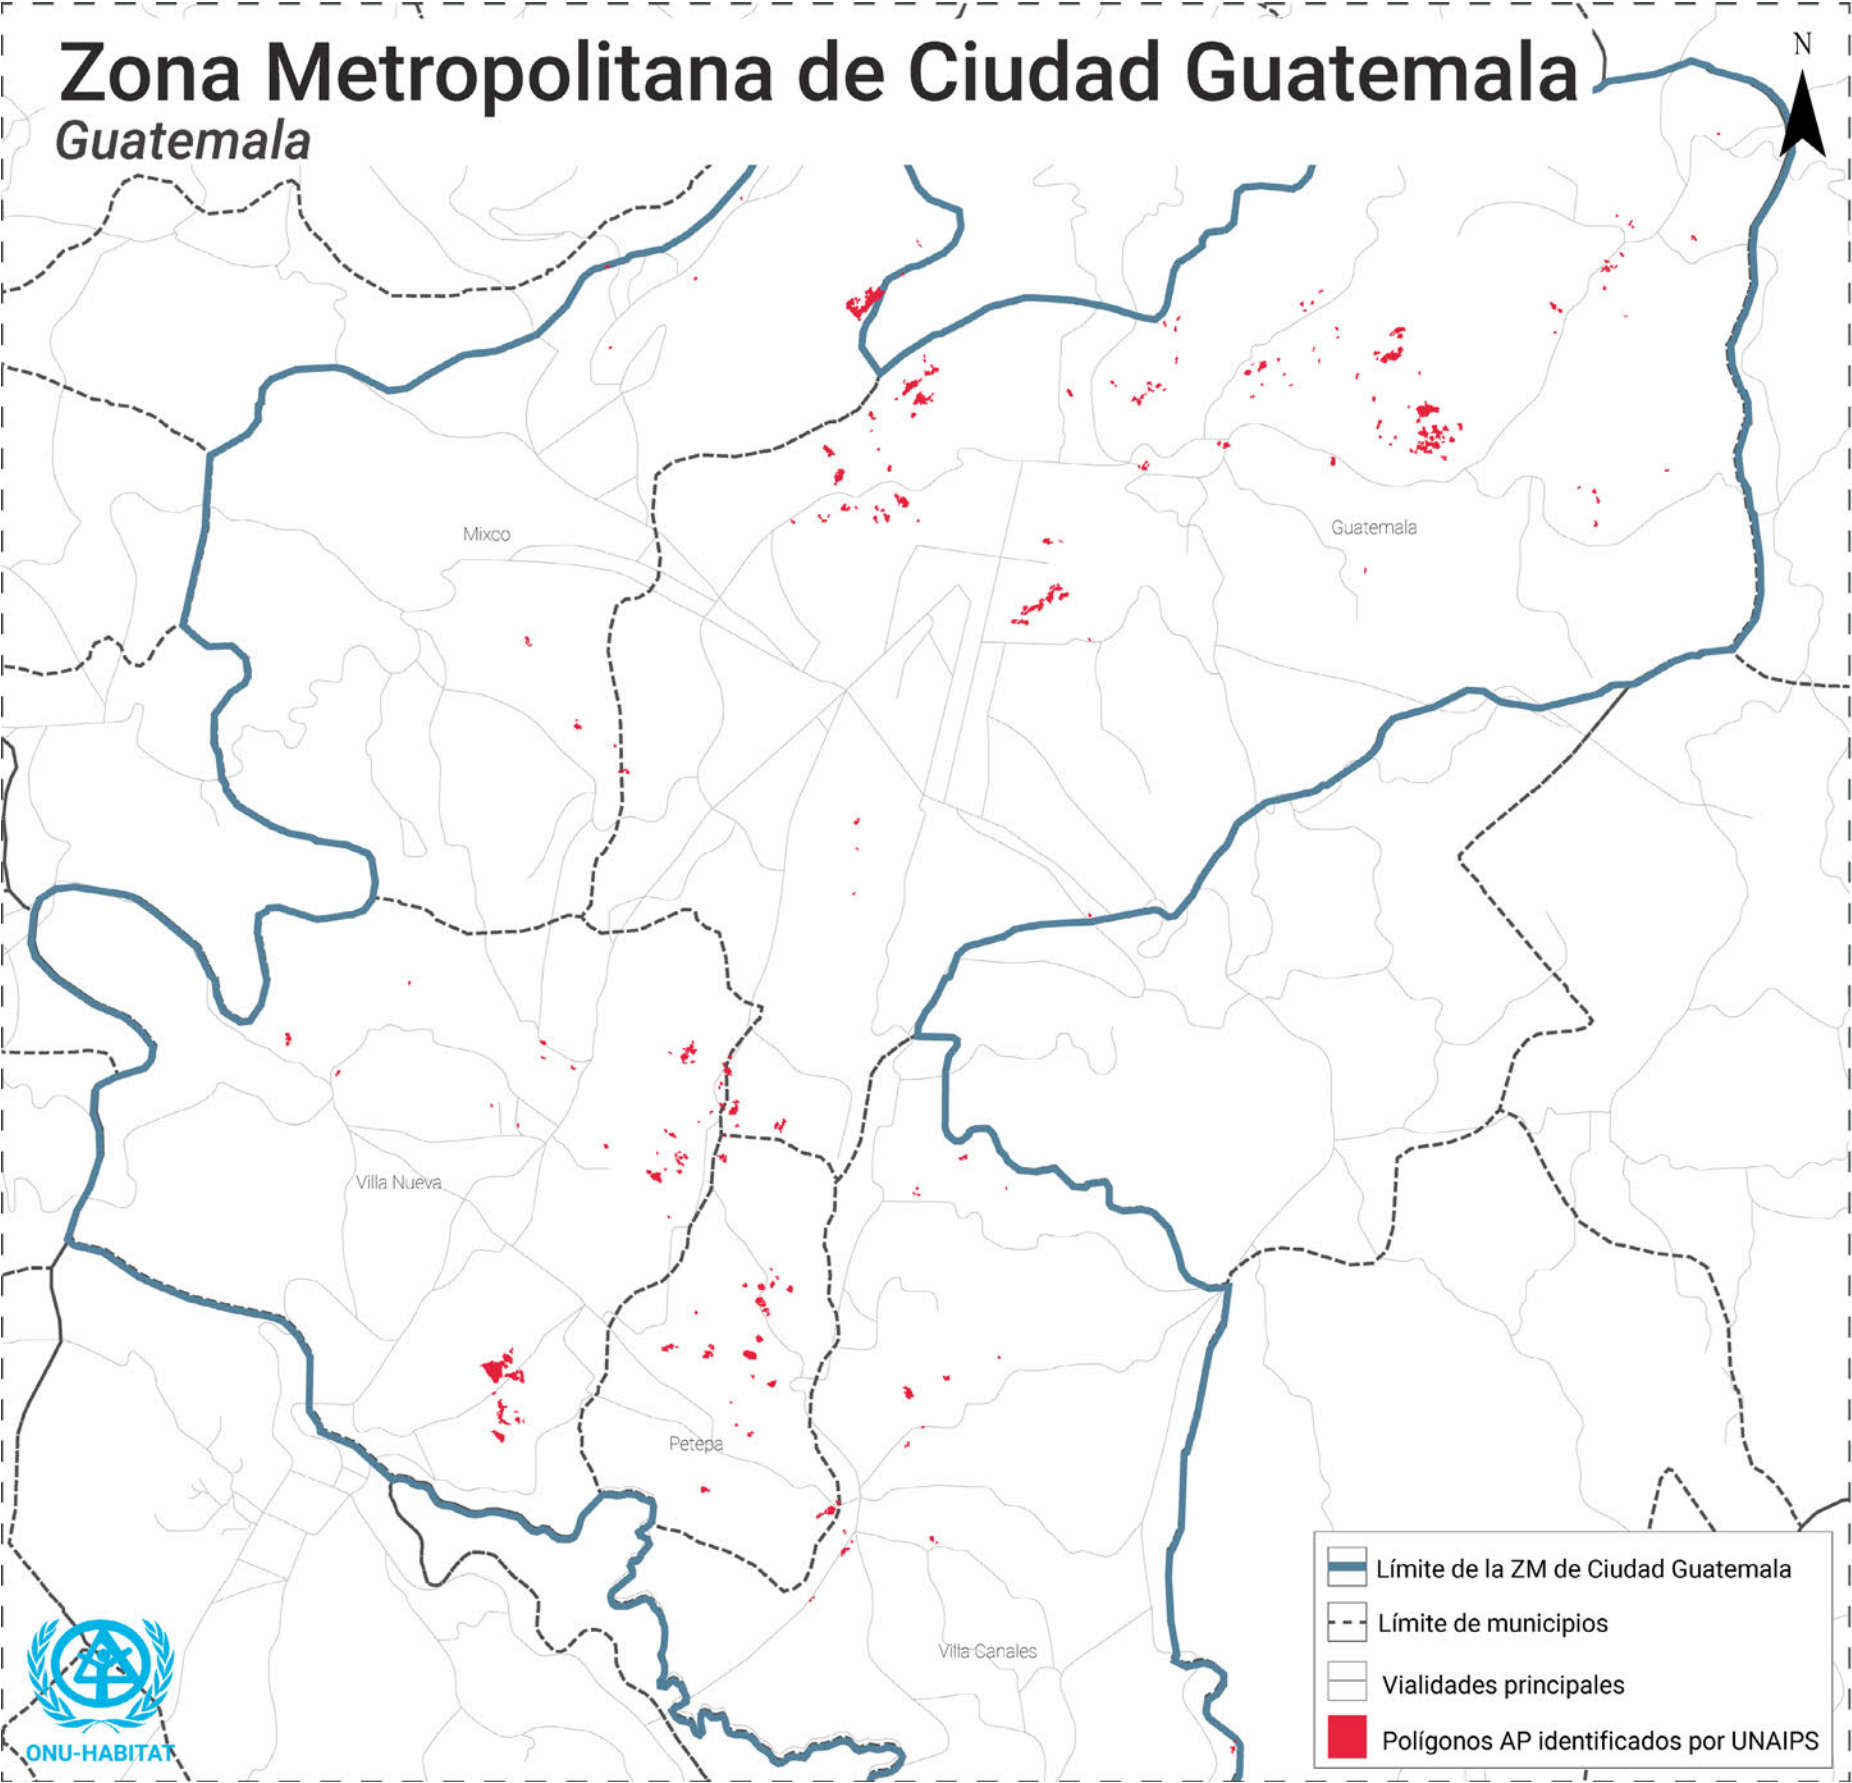 Zona Metropolitana de Ciudad Guatemala
Guatemala
N
Mixco
Guatemala
Villa Nueva
Petepa
Villa Canales
Límite de la ZM de Ciudad Guatemala
Límite de municipios
Vialidades principales
Polígonos AP identificados por UNAIPS
ONU-HABITAT